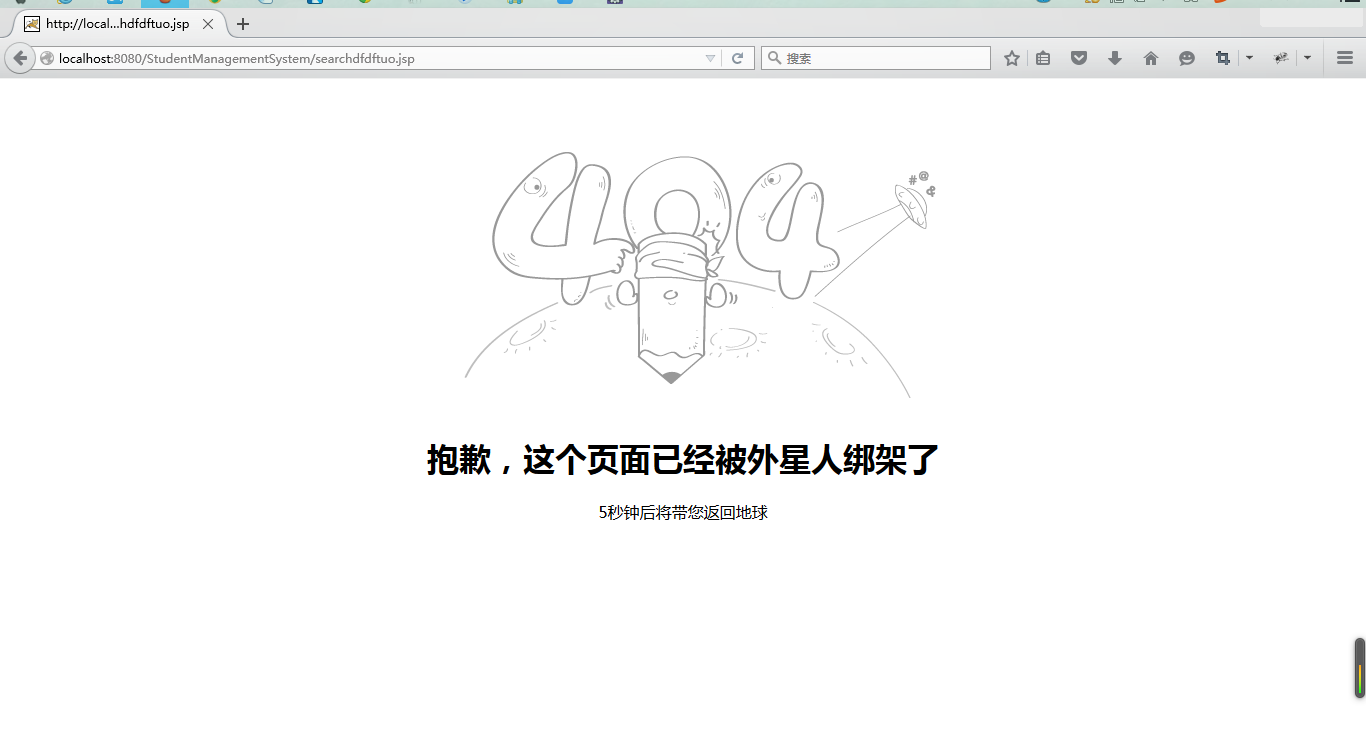 http://local...hdfdftuo.jsp
localhost:8080/StudentManagementSystem/searchdfdftuo.jsp
搜索
404
#@&
抱歉，这个页面已经被外星人绑架了
5秒钟后将带您返回地球